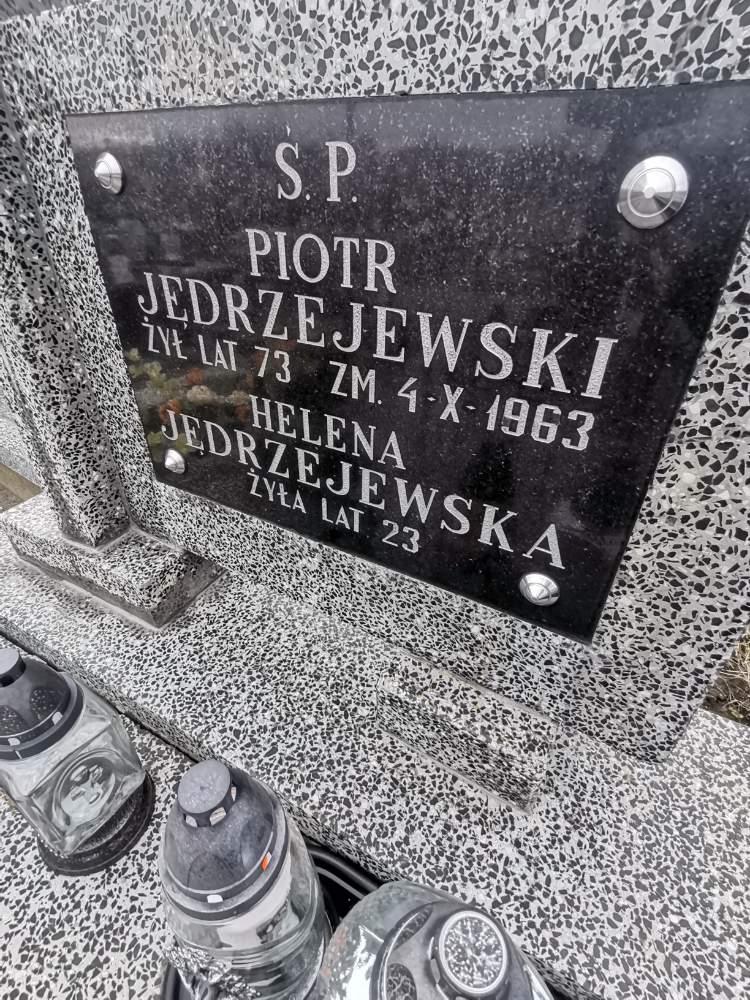 Ś.P.
PIOTR
JĘDRZEJEWSKI
ŻYŁ LAT 73 ZM. 4-X-1963
HELENA
JĘDRZEJEWSKA
ŻYŁA LAT 23